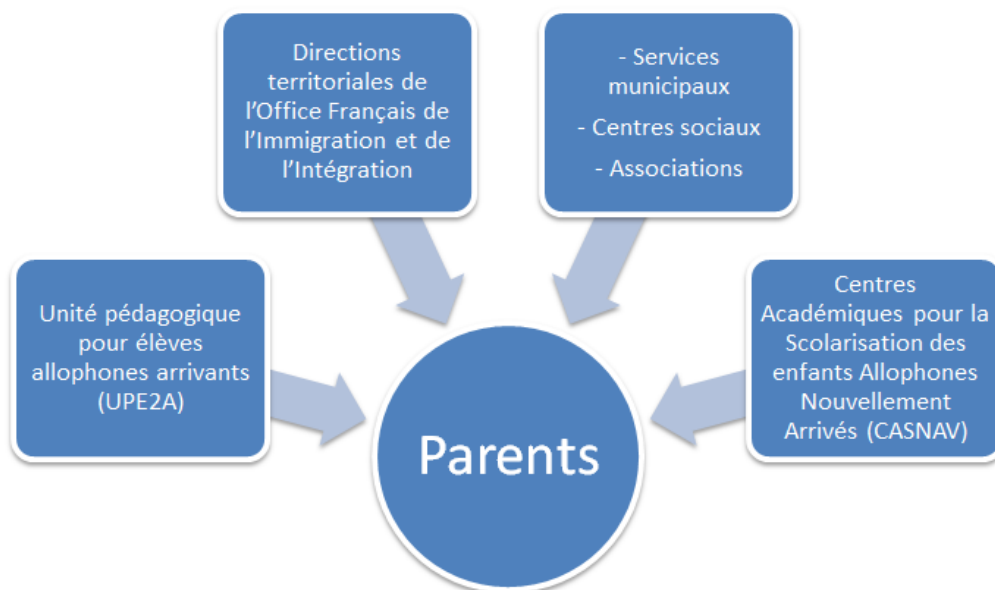 Directions
territoriales de
l'Office Français de
l'Immigration et de
l'Intégration
- Services
municipaux
- Centres sociaux
- Associations
Unité pédagogique
pour élèves
allophones arrivants
(UPE2A)
Centres
Académiques pour la
Scolarisation des
enfants Allophones
Nouvellement
Arrivés (CASNAV)
Parents